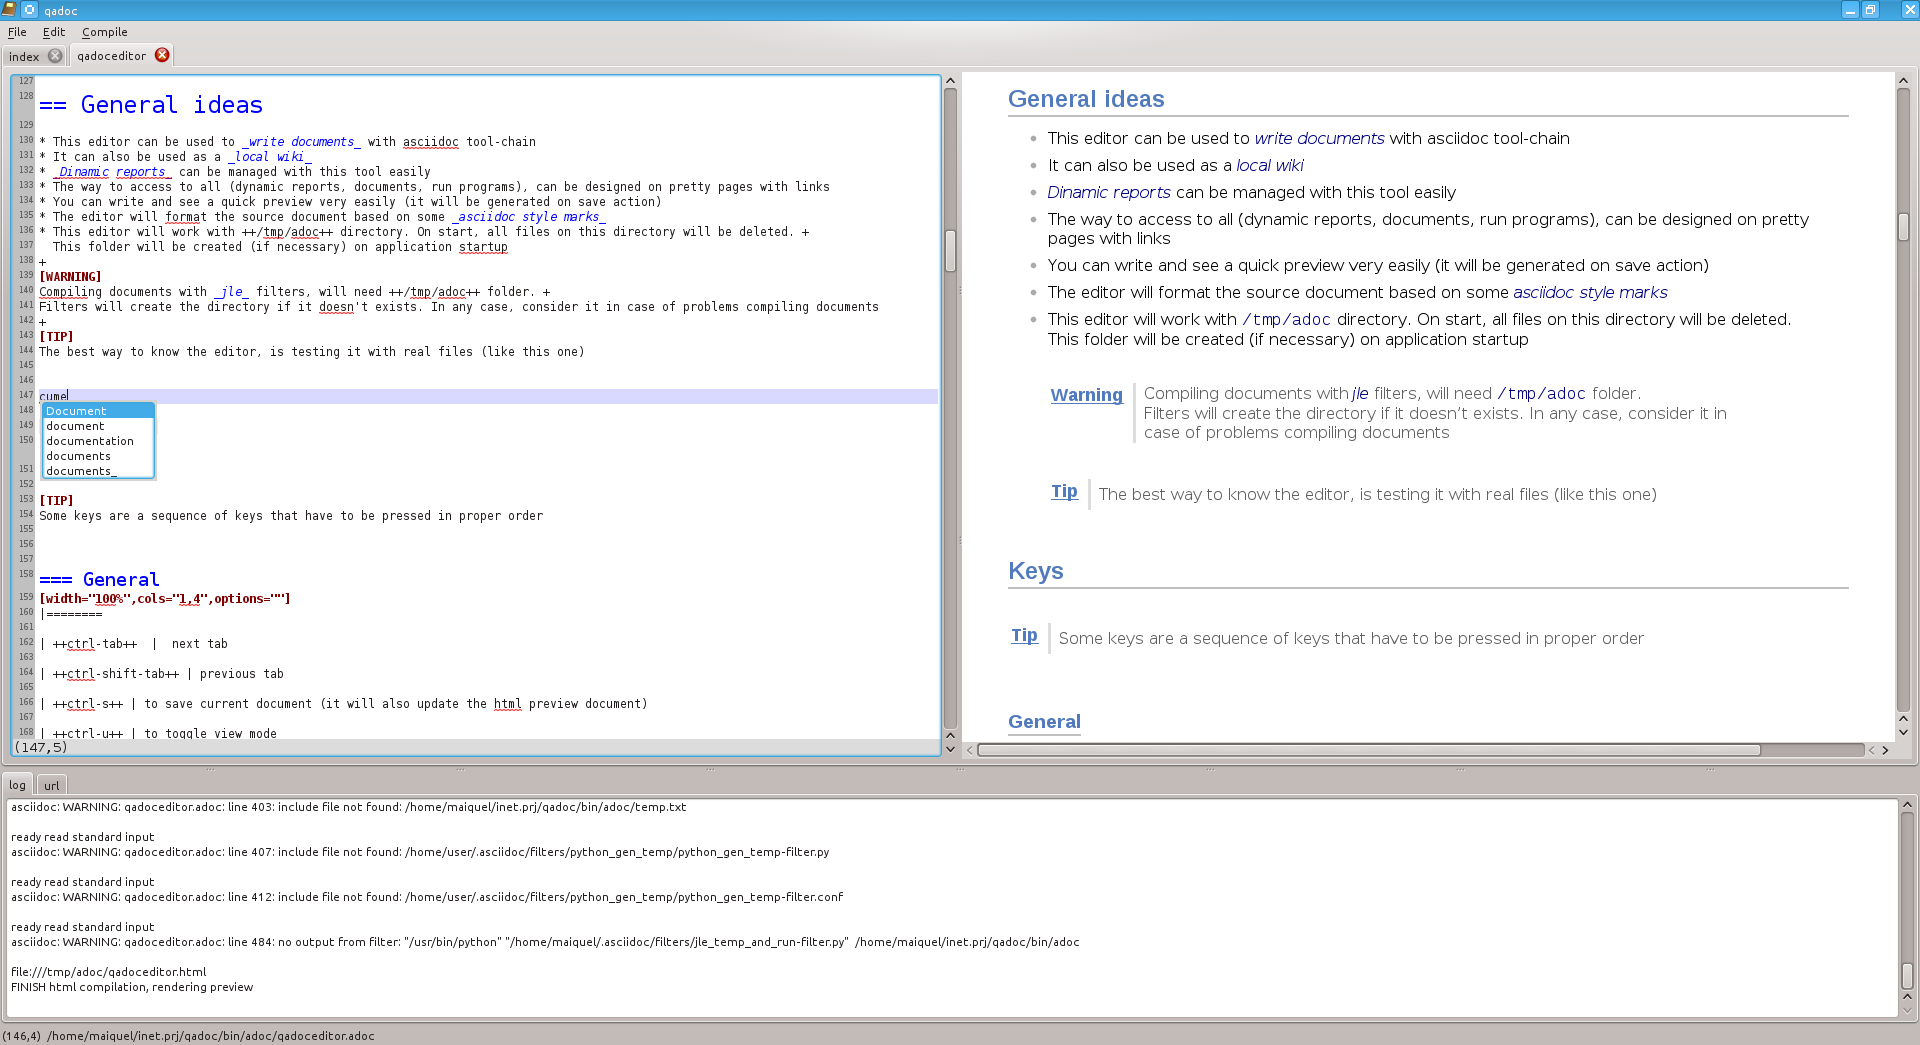 qadoc
File Edit Compile
index qadoceditor
127
128 == General ideas
129
130 * This editor can be used to _write documents_ with asciidoc tool-chain
131 * It can also be used as a _local wiki_
132 * _Dinamic reports_ can be managed with this tool easily
133 * The way to access to all (dynamic reports, documents, run programs), can be designed on pretty pages with links
134 * You can write and see a quick preview very easily (it will be generated on save action)
135 * The editor will format the source document based on some _asciidoc style marks_
136 * This editor will work with ++/tmp/adoc++ directory. On start, all files on this directory will be deleted. +
137 This folder will be created (if necessary) on application startup
138 +
139 [WARNING]
140 Compiling documents with _jle_ filters, will need ++/tmp/adoc++ folder. +
141 Filters will create the directory if it doesn't exists. In any case, consider it in case of problems compiling documents
142 +
143 [TIP]
144 The best way to know the editor, is testing it with real files (like this one)
145
146
147 cume
148 Document
149 document
150 documentation
documents
151 documents_
152
153 [TIP]
154 Some keys are a sequence of keys that have to be pressed in proper order
155
156
157
158 === General
159 [width="100%",cols="1,4",options=""]
160 |========
161
162 | ++ctrl-tab++ | next tab
163
164 | ++ctrl-shift-tab++ | previous tab
165
166 | ++ctrl-s++ | to save current document (it will also update the html preview document)
167
168 | ++ctrl-u++ | to toggle view mode
(147,5)
General ideas
This editor can be used to write documents with asciidoc tool-chain
It can also be used as a local wiki
Dinamic reports can be managed with this tool easily
The way to access to all (dynamic reports, documents, run programs), can be designed on pretty
pages with links
You can write and see a quick preview very easily (it will be generated on save action)
The editor will format the source document based on some asciidoc style marks
This editor will work with /tmp/adoc directory. On start, all files on this directory will be deleted.
This folder will be created (if necessary) on application startup
Warning Compiling documents with jle filters, will need /tmp/adoc folder.
Filters will create the directory if it doesn’t exists. In any case, consider it in
case of problems compiling documents
Tip The best way to know the editor, is testing it with real files (like this one)
Keys
Tip Some keys are a sequence of keys that have to be pressed in proper order
General
log url
asciidoc: WARNING: qadoceditor.adoc: line 403: include file not found: /home/maiquel/inet.prj/qadoc/bin/adoc/temp.txt
ready read standard input
asciidoc: WARNING: qadoceditor.adoc: line 407: include file not found: /home/user/.asciidoc/filters/python_gen_temp/python_gen_temp-filter.py
ready read standard input
asciidoc: WARNING: qadoceditor.adoc: line 412: include file not found: /home/user/.asciidoc/filters/python_gen_temp/python_gen_temp-filter.conf
ready read standard input
asciidoc: WARNING: qadoceditor.adoc: line 484: no output from filter: "/usr/bin/python" "/home/maiquel/.asciidoc/filters/jle_temp_and_run-filter.py" /home/maiquel/inet.prj/qadoc/bin/adoc
file:///tmp/adoc/qadoceditor.html
FINISH html compilation, rendering preview
(146,4) /home/maiquel/inet.prj/qadoc/bin/adoc/qadoceditor.adoc